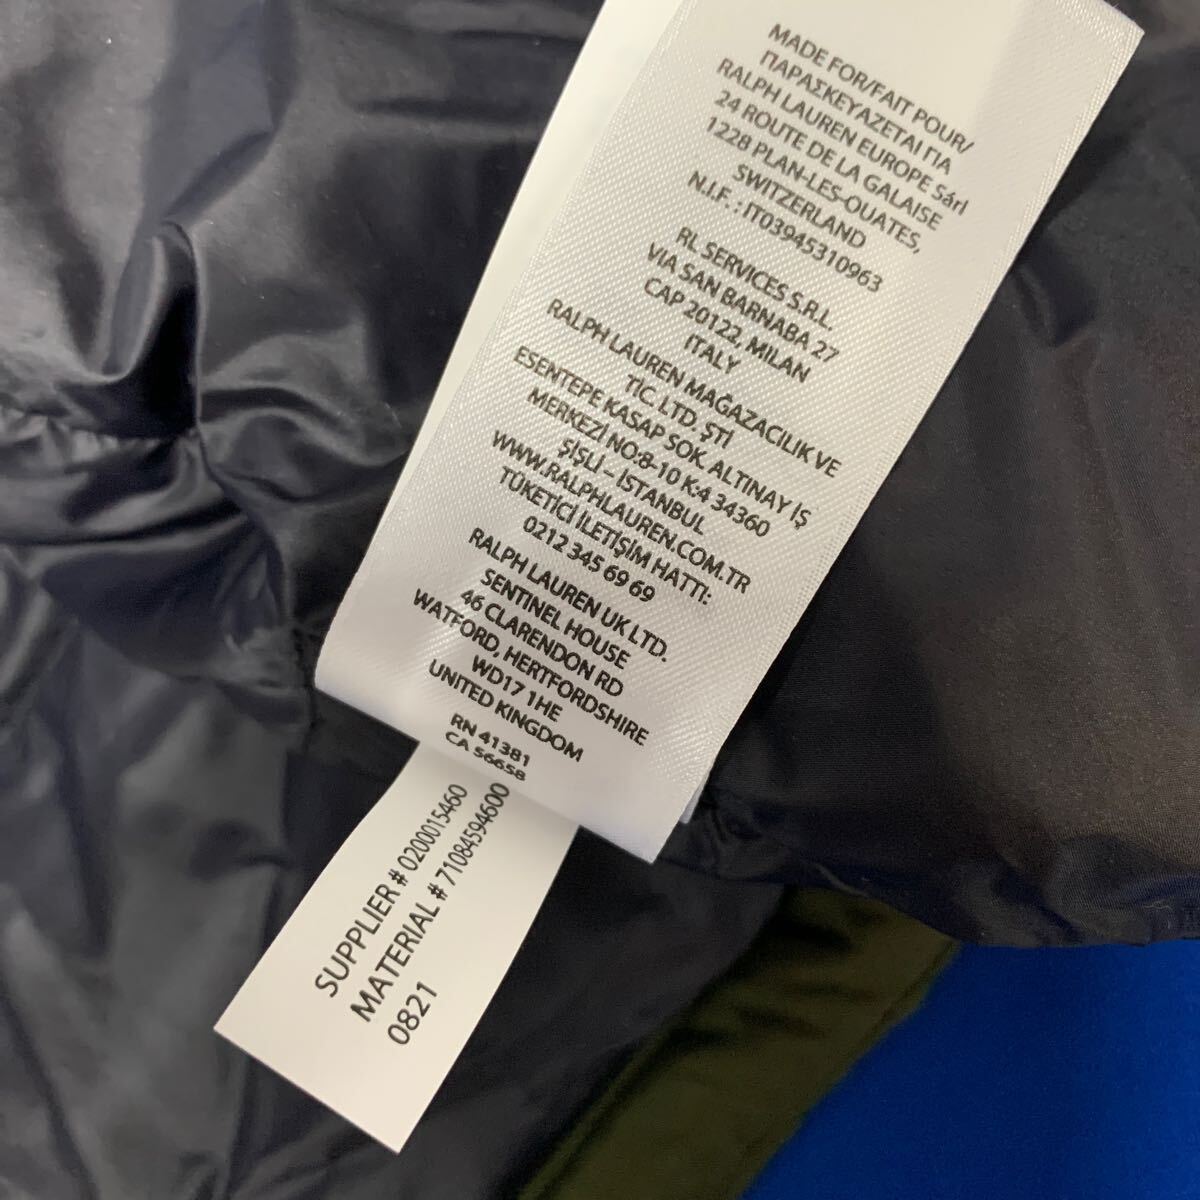 MADE FOR/FAIT POUR/
ΠΑΡΑΣΚΕΥΑΖΕΤΑΙ ΓΙΑ
RALPH LAUREN EUROPE Sárl
24 ROUTE DE LA GALAISE
1228 PLAN-LES-OUATES,
SWITZERLAND
N.I.F. : IT03945310963
RL SERVICES S.R.L.
VIA SAN BARNABA 27
CAP 20122, MILAN
ITALY
RALPH LAUREN MAĞAZACILIK VE
TİC. LTD. ŞTİ
ESENTEPE KASAP SOK. ALTINAY İŞ
MERKEZİ NO:8-10 K:4 34360
ŞİŞLİ – ISTANBUL
WWW.RALPHLAUREN.COM.TR
TÜKETİCİ İLETİŞİM HATTI:
0212 345 69 69
RALPH LAUREN UK LTD.
SENTINEL HOUSE
46 CLARENDON RD
WATFORD, HERTFORDSHIRE
WD17 1HE
UNITED KINGDOM
RN 41381
CA 56658
SUPPLIER # 0200015460
MATERIAL # 71084594600
0821